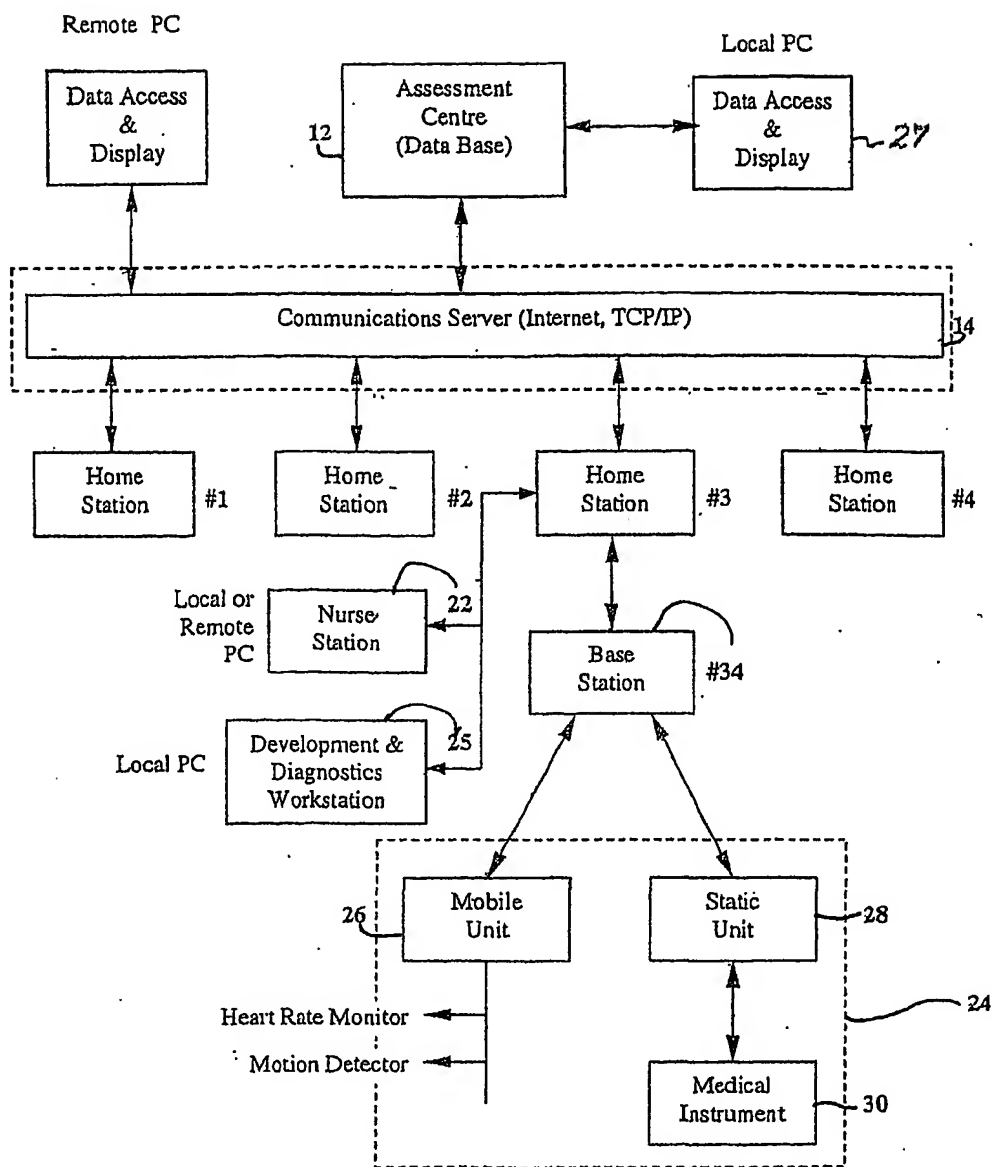 Remote PC
Local PC
Data Access
&
Display
Assessment
Centre
(Data Base)
12
Data Access
&
Display
27
Communications Server (Internet, TCP/IP)
14
Home
Station
#1
Home
Station
#2
Home
Station
#3
Home
Station
#4
Local or
Remote
PC
Nurse
Station
22
Base
Station
#34
Local PC
Development &
Diagnostics
Workstation
25
26
Mobile
Unit
Static
Unit
28
24
Heart Rate Monitor
Motion Detector
Medical
Instrument
30